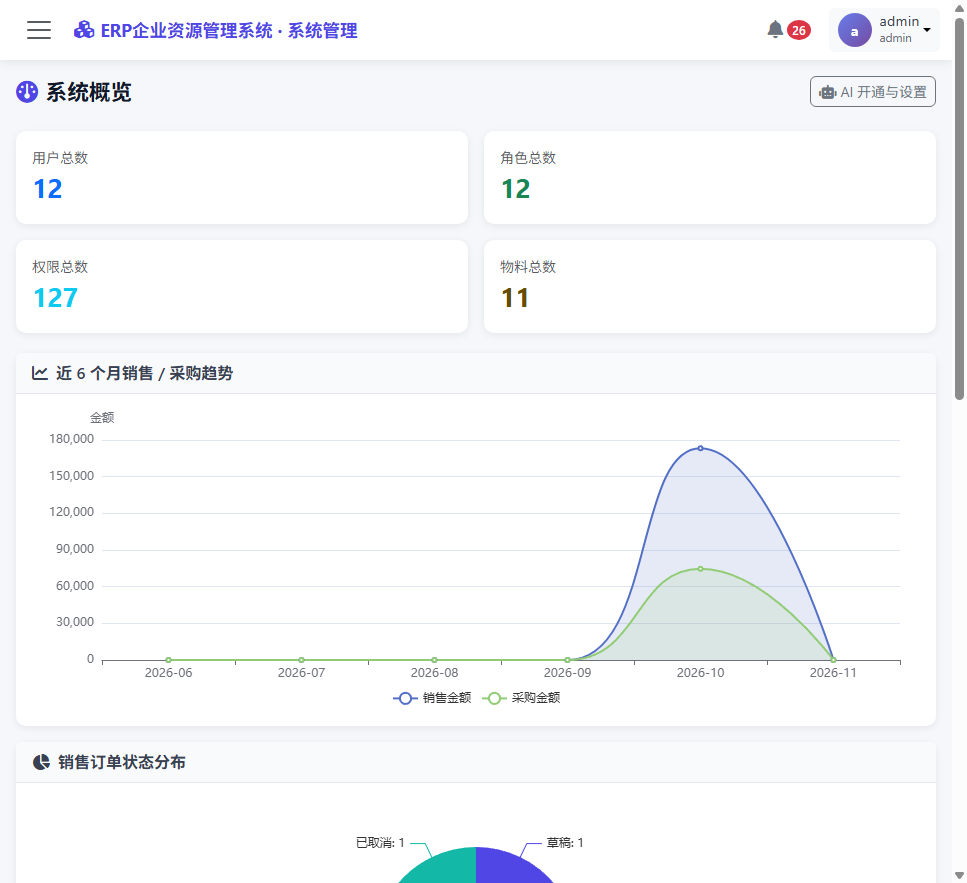 ERP企业资源管理系统 · 系统管理
26
a
admin
admin
系统概览
AI 开通与设置
用户总数
12
角色总数
12
权限总数
127
物料总数
11
近 6 个月销售 / 采购趋势
金额
180,000
150,000
120,000
90,000
60,000
30,000
0
2026-06 2026-07 2026-08 2026-09 2026-10 2026-11
销售金额 采购金额
销售订单状态分布
已取消: 1 草稿: 1